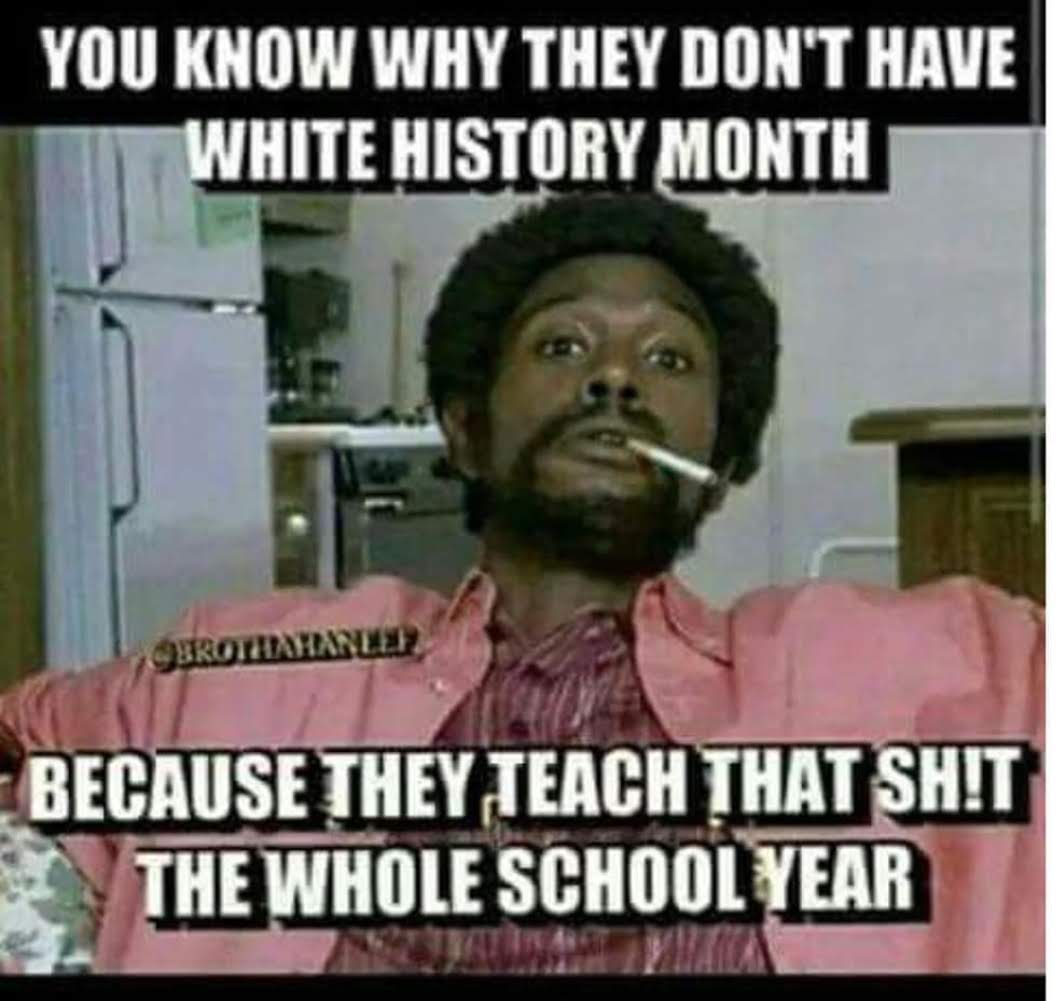 YOU KNOW WHY THEY DON'T HAVE
WHITE HISTORY MONTH
@BROTHAHANEEF
BECAUSE THEY TEACH THAT SH!T
THE WHOLE SCHOOL YEAR